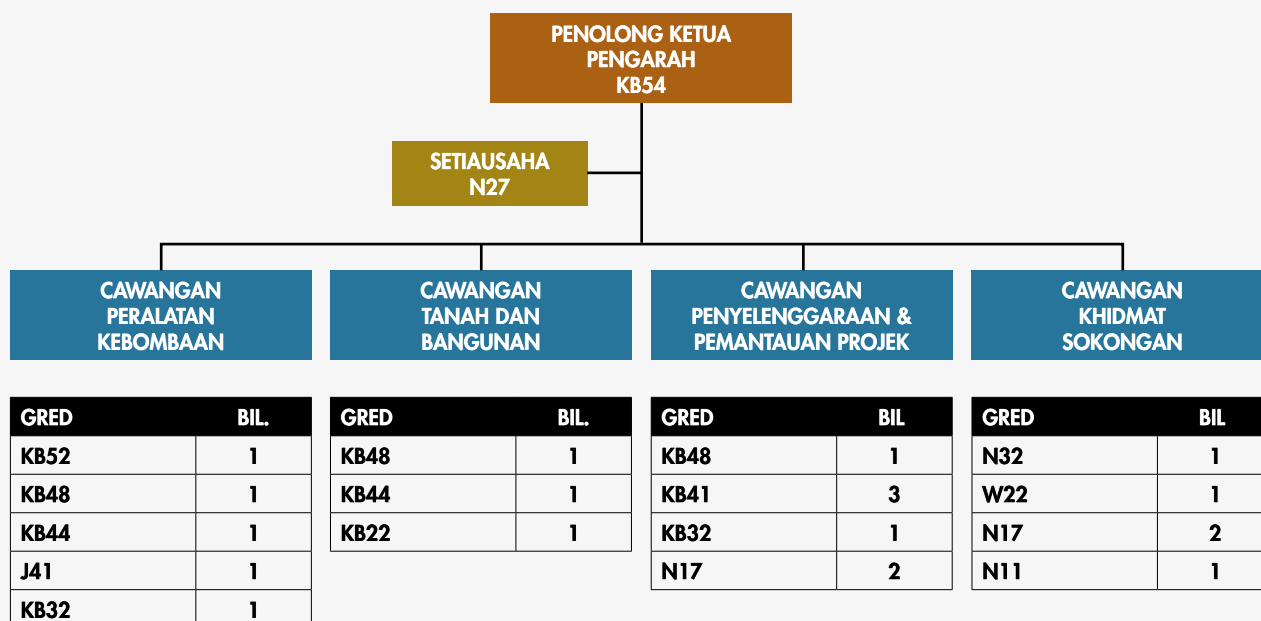 PENOLONG KETUA
PENGARAH
KB54
SETIAUSAHA
N27
CAWANGAN
PERALATAN
KEBOMBAAN
CAWANGAN
TANAH DAN
BANGUNAN
CAWANGAN
PENYELENGGARAAN &
PEMANTAUAN PROJEK
CAWANGAN
KHIDMAT
SOKONGAN
GRED BIL.
KB52 1
KB48 1
KB44 1
J41 1
KB32 1
GRED BIL.
KB48 1
KB44 1
KB22 1
GRED BIL
KB48 1
KB41 3
KB32 1
N17 2
GRED BIL
N32 1
W22 1
N17 2
N11 1